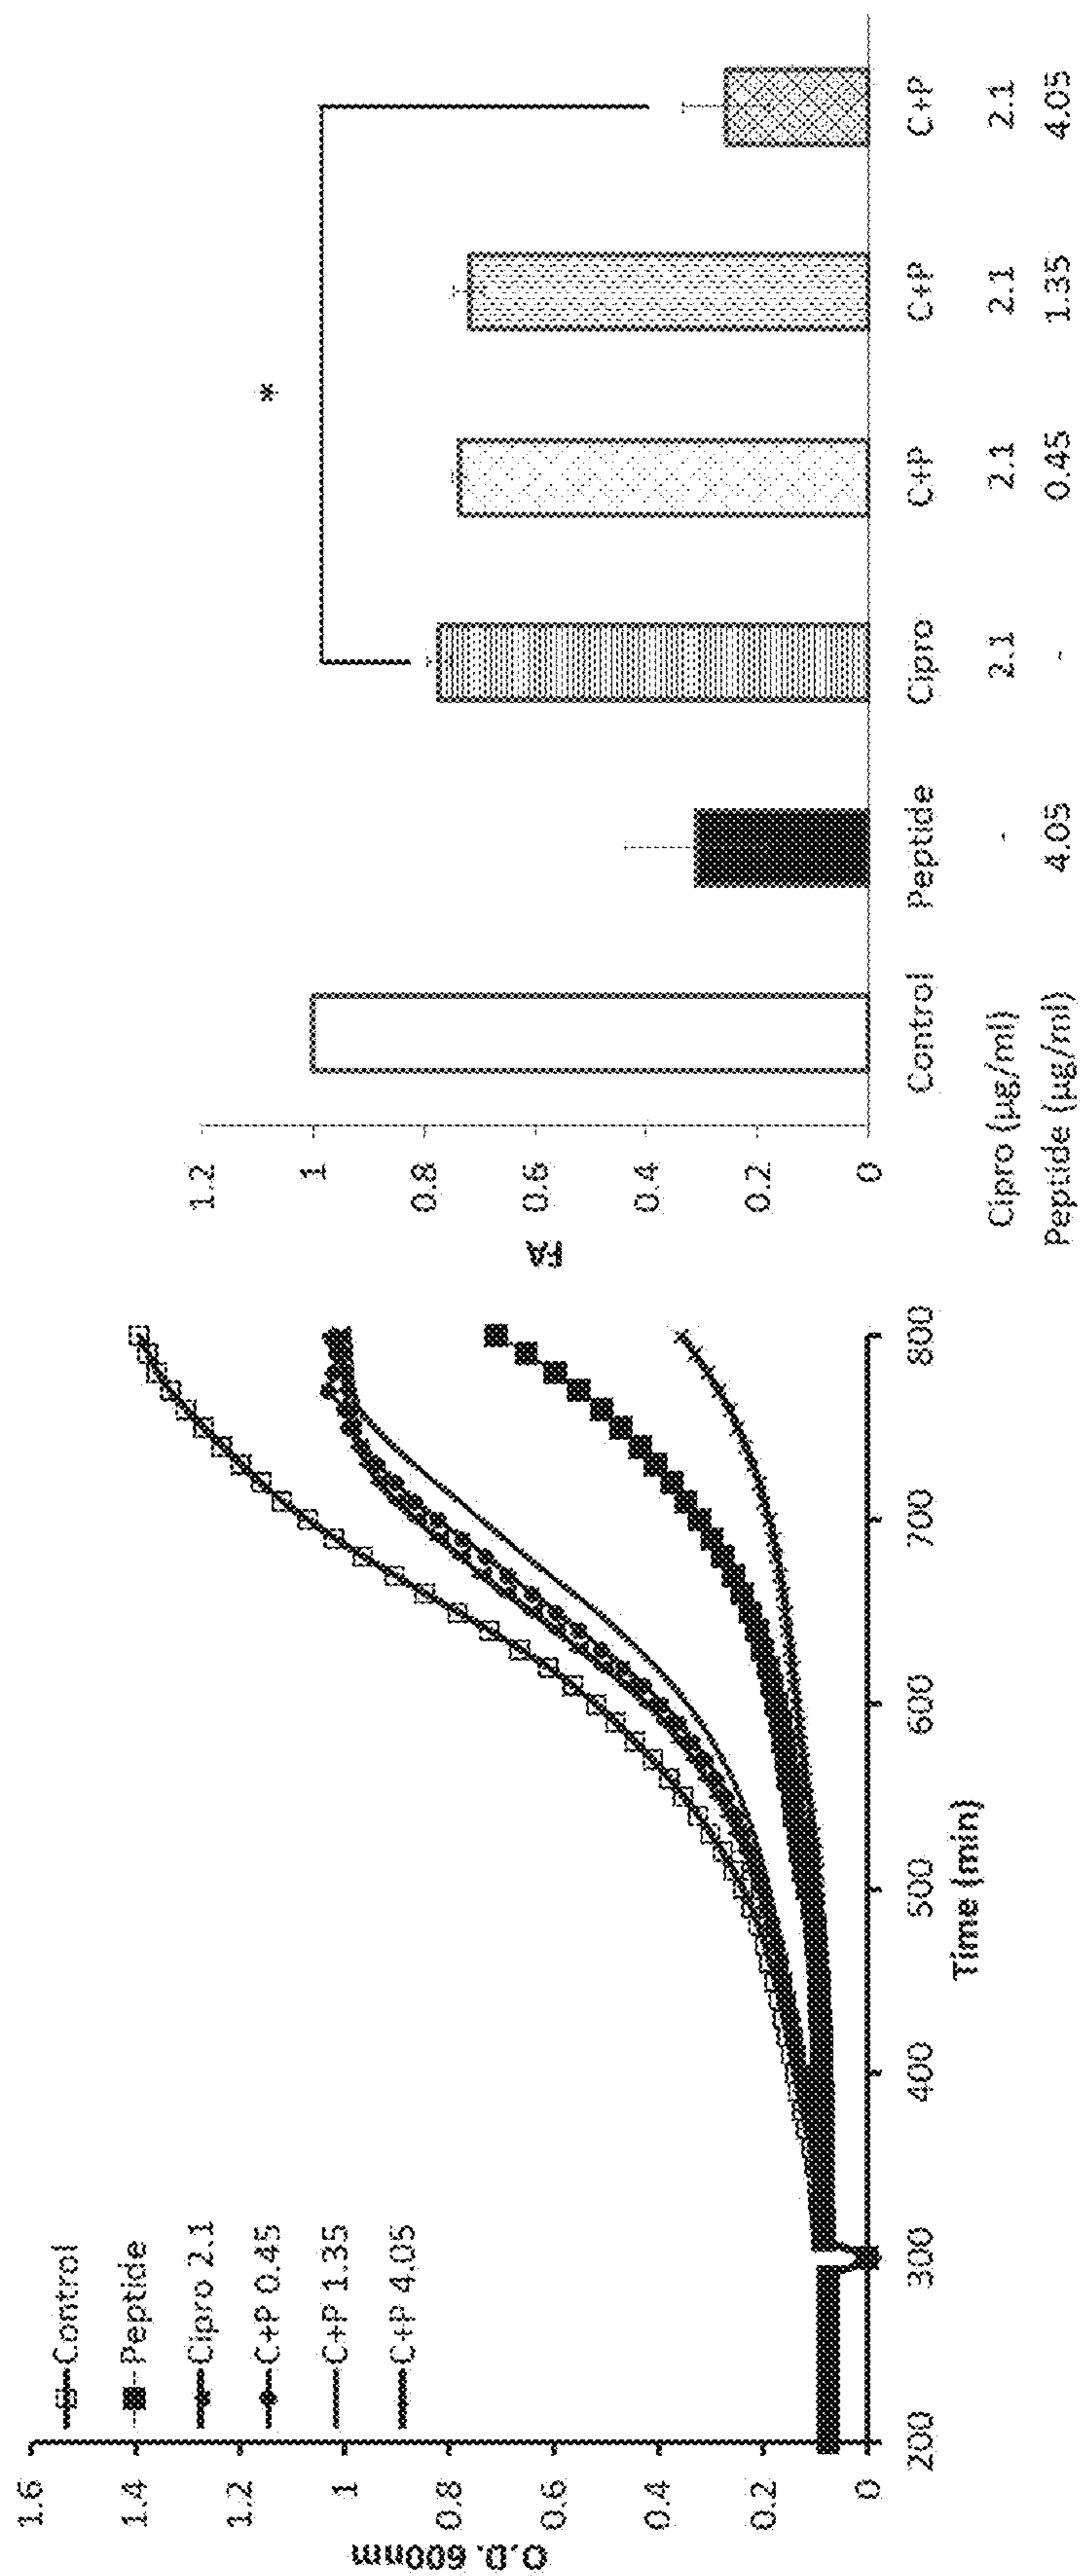 O.D. 600nm
1.6
1.4
1.2
1
0.8
0.6
0.4
0.2
0
Control
Peptide
Cipro 2.1
C+P 0.45
C+P 1.35
C+P 4.05
200 300 400 500 600 700 800
Time (min)
FA
1.2
1
0.8
0.6
0.4
0.2
0
*
Control Peptide Cipro C+P C+P C+P
Cipro (µg/ml) - 2.1 2.1 2.1 2.1
Peptide (µg/ml) 4.05 - 0.45 1.35 4.05